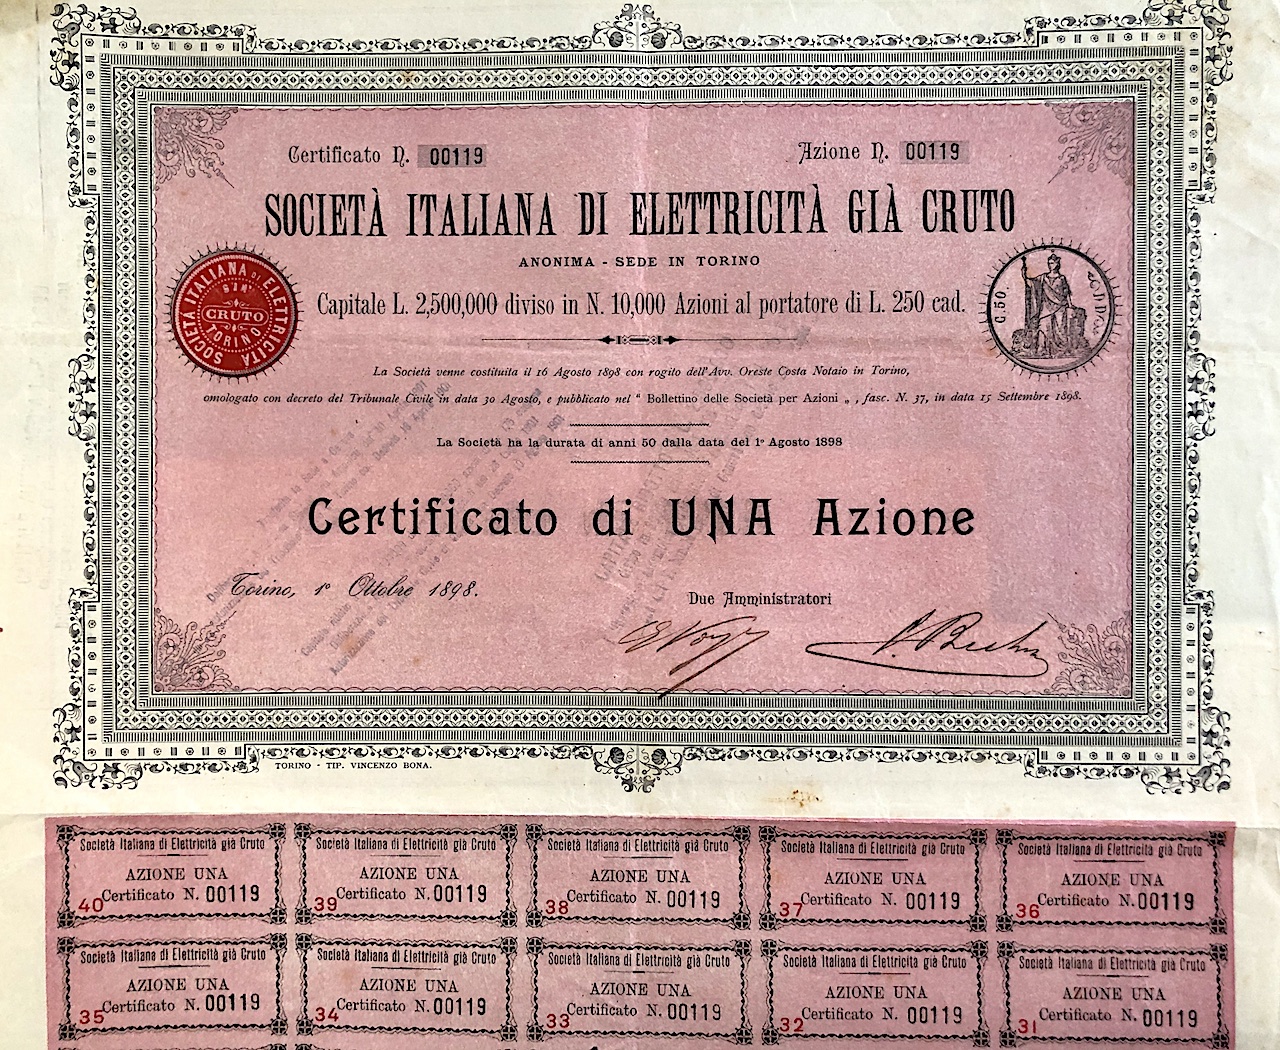 Certificato N. 00119
Azione N. 00119
SOCIETÀ ITALIANA DI ELETTRICITÀ GIÀ CRUTO
ANONIMA - SEDE IN TORINO
SOCIETÀ ITALIANA DI ELETTRICITÀ
GIÀ
CRUTO
TORINO
Capitale L. 2,500,000 diviso in N. 10,000 Azioni al portatore di L. 250 cad.
C. 50
La Società venne costituita il 16 Agosto 1898 con rogito dell'Avv. Oreste Costa Notaio in Torino,
omologato con decreto del Tribunale Civile in data 30 Agosto, e pubblicato nel " Bollettino delle Società per Azioni „ , fasc. N. 37, in data 15 Settembre 1898.
La Società ha la durata di anni 50 dalla data del 1º Agosto 1898
Certificato di UNA Azione
Torino, 1º Ottobre 1898.
Due Amministratori
TORINO - TIP. VINCENZO BONA.
Società Italiana di Elettricità già Cruto
AZIONE UNA
40 Certificato N. 00119
Società Italiana di Elettricità già Cruto
AZIONE UNA
39 Certificato N. 00119
Società Italiana di Elettricità già Cruto
AZIONE UNA
38 Certificato N. 00119
Società Italiana di Elettricità già Cruto
AZIONE UNA
37 Certificato N. 00119
Società Italiana di Elettricità già Cruto
AZIONE UNA
36 Certificato N. 00119
Società Italiana di Elettricità già Cruto
AZIONE UNA
35 Certificato N. 00119
Società Italiana di Elettricità già Cruto
AZIONE UNA
34 Certificato N. 00119
Società Italiana di Elettricità già Cruto
AZIONE UNA
33 Certificato N. 00119
Società Italiana di Elettricità già Cruto
AZIONE UNA
32 Certificato N. 00119
Società Italiana di Elettricità già Cruto
AZIONE UNA
31 Certificato N. 00119